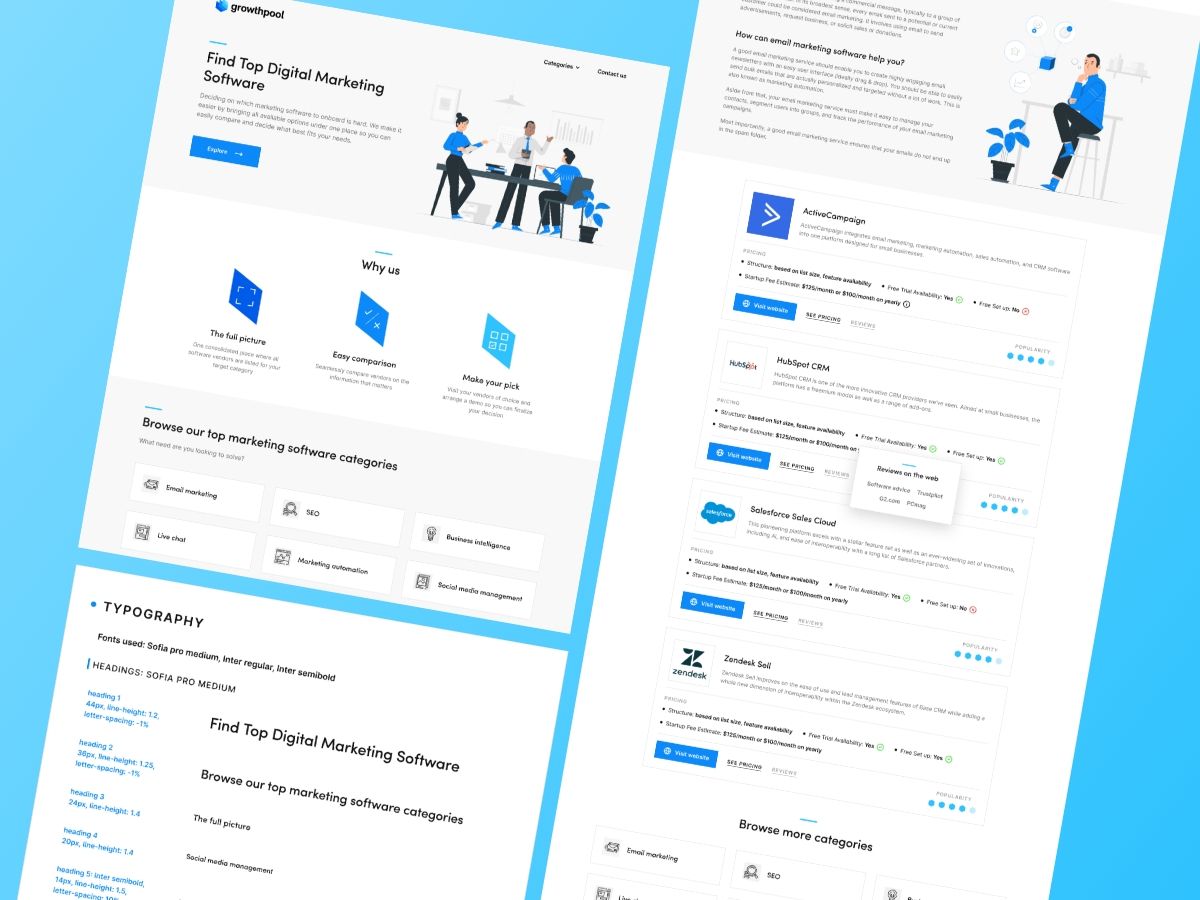 growthpool
Categories
Contact us
Find Top Digital Marketing
Software
Deciding on which marketing software to onboard is hard. We make it
easier by bringing all available options under one place so you can
easily compare and decide what best fits your needs.
Explore
Why us
The full picture
One consolidated place where all
software vendors are listed for your
target category
Easy comparison
Seamlessly compare vendors on the
information that matters
Make your pick
Visit your vendors of choice and
arrange a demo so you can finalize
your decision
Browse our top marketing software categories
What need are you looking to solve?
Email marketing
SEO
Business intelligence
Live chat
Marketing automation
Social media management
TYPOGRAPHY
Fonts used: Sofia pro medium, Inter regular, Inter semibold
HEADINGS: SOFIA PRO MEDIUM
heading 1
44px, line-height: 1.2,
letter-spacing: -1%
Find Top Digital Marketing Software
heading 2
36px, line-height: 1.25,
letter-spacing: -1%
Browse our top marketing software categories
heading 3
24px, line-height: 1.4
The full picture
heading 4
20px, line-height: 1.4
Social media management
heading 5: Inter semibold,
14px, line-height: 1.5,
a commercial message, typically to a group of
its broadest sense, every email sent to a potential or current
customer could be considered email marketing. It involves using email to send
advertisements, request business, or solicit sales or donations.
How can email marketing software help you?
A good email marketing service should enable you to create highly engaging email
newsletters with an easy user interface (ideally drag & drop). You should be able to easily
send bulk emails that are actually personalized and targeted without a lot of work. This is
also known as marketing automation.
Aside from that, your email marketing service must make it easy to manage your
contacts, segment users into groups, and track the performance of your email marketing
campaigns.
Most importantly, a good email marketing service ensures that your emails do not end up
in the spam folder.
ActiveCampaign
ActiveCampaign integrates email marketing, marketing automation, sales automation, and CRM software
into one platform designed for small businesses.
PRICING
Structure: based on list size, feature availability
Free Trial Availability: Yes
Free Set up: No
Startup Fee Estimate: $125/month or $100/month on yearly
Visit website
SEE PRICING
REVIEWS
POPULARITY
HubSpot
HubSpot CRM
HubSpot CRM is one of the more innovative CRM providers we've seen. Aimed at small businesses, the
platform has a freemium model as well as a range of add-ons.
PRICING
Structure: based on list size, feature availability
Free Trial Availability: Yes
Free Set up: Yes
Startup Fee Estimate: $125/month or $100/month on
Visit website
SEE PRICING
REVIEWS
POPULARITY
Reviews on the web
Software advice
Trustpilot
G2.com
PCmag
salesforce
Salesforce Sales Cloud
This pioneering platform excels with a stellar feature set as well as an ever-widening set of innovations,
including AI, and ease of interoperability with a long list of Salesforce partners.
PRICING
Structure: based on list size, feature availability
Free Trial Availability: Yes
Free Set up: No
Startup Fee Estimate: $125/month or $100/month on yearly
Visit website
SEE PRICING
REVIEWS
POPULARITY
zendesk
Zendesk Sell
Zendesk Sell improves on the ease of use and lead management features of Base CRM while adding a
whole new dimension of interoperability within the Zendesk ecosystem.
PRICING
Structure: based on list size, feature availability
Free Trial Availability: Yes
Free Set up: Yes
Startup Fee Estimate: $125/month or $100/month on yearly
Visit website
SEE PRICING
REVIEWS
POPULARITY
Browse more categories
Email marketing
SEO